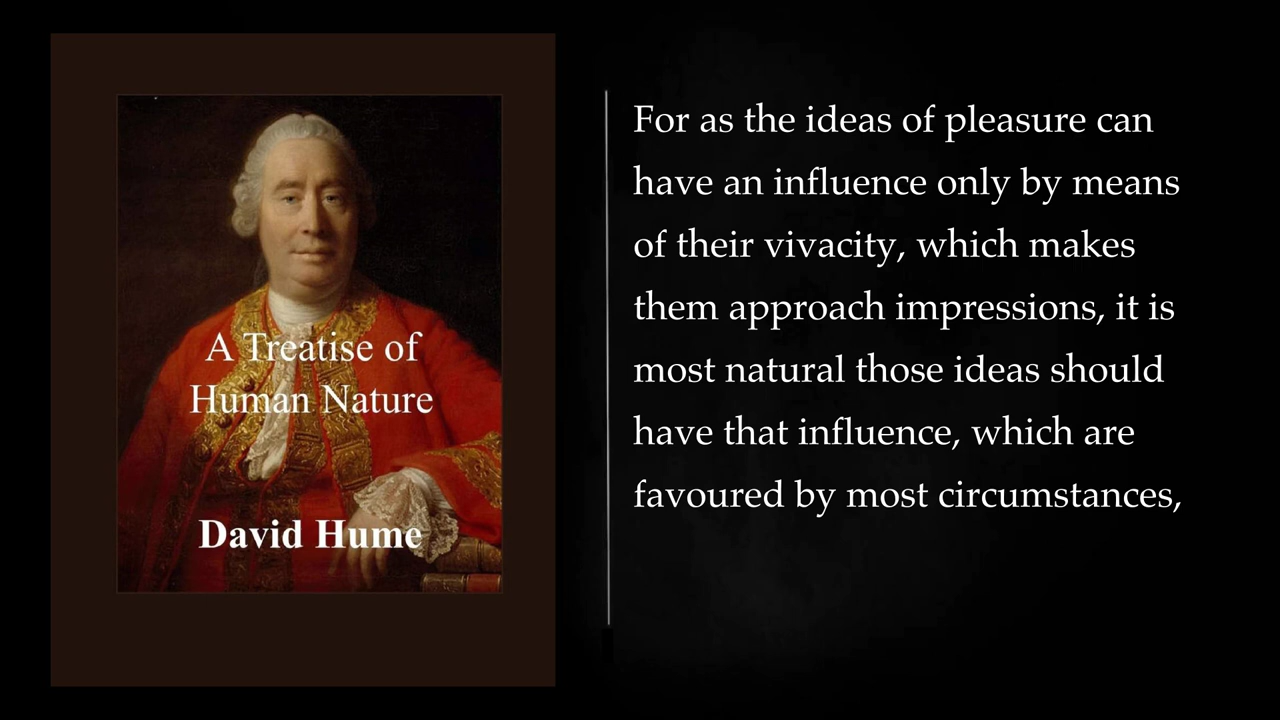 A Treatise of
Human Nature
David Hume
For as the ideas of pleasure can
have an influence only by means
of their vivacity, which makes
them approach impressions, it is
most natural those ideas should
have that influence, which are
favoured by most circumstances,